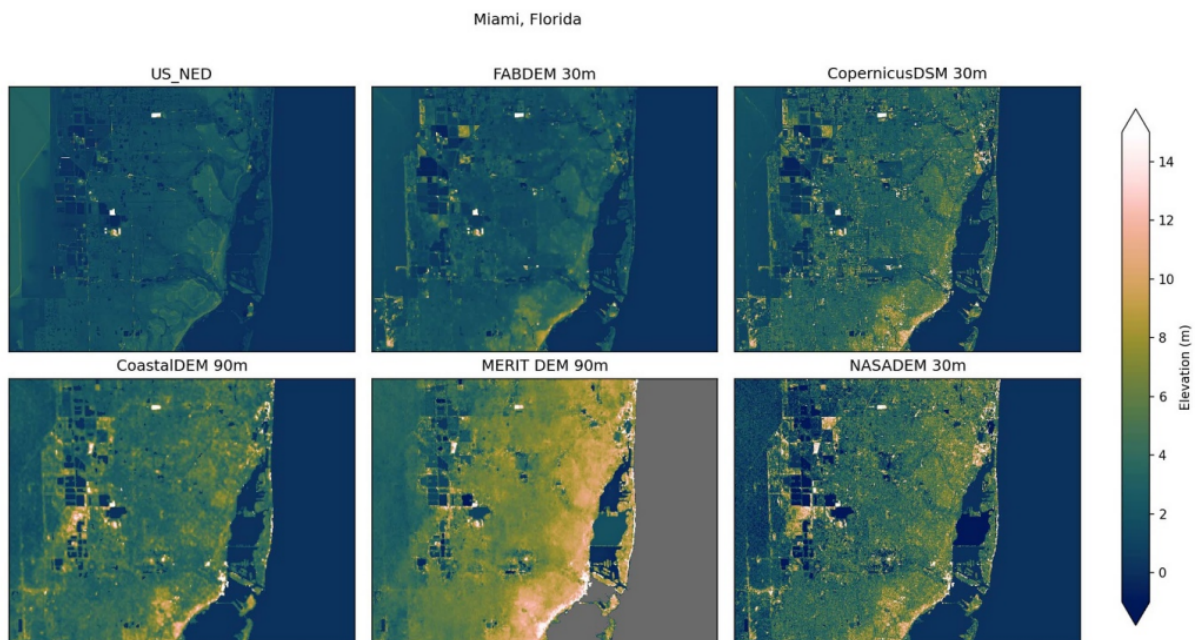 Miami, Florida
US_NED
FABDEM 30m
CopernicusDSM 30m
CoastalDEM 90m
MERIT DEM 90m
NASADEM 30m
14
12
10
8
6
4
2
0
Elevation (m)